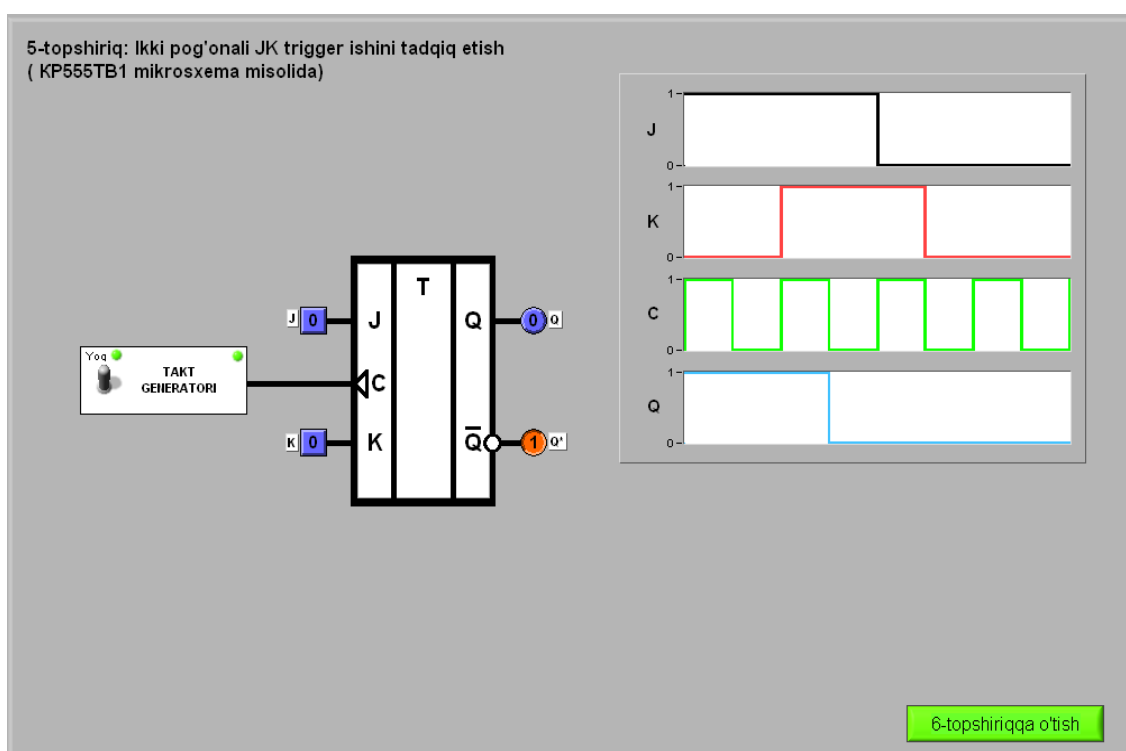 5-topshiriq: Ikki pog'onali JK trigger ishini tadqiq etish
( KP555TB1 mikrosxema misolida)
1
J
0
1
K
0
1
C
0
1
Q
0
T
J 0 J Q 0 Q
Yoq
TAKT
GENERATORI
C
K 0 K Q 1 Q*
6-topshiriqqa o'tish